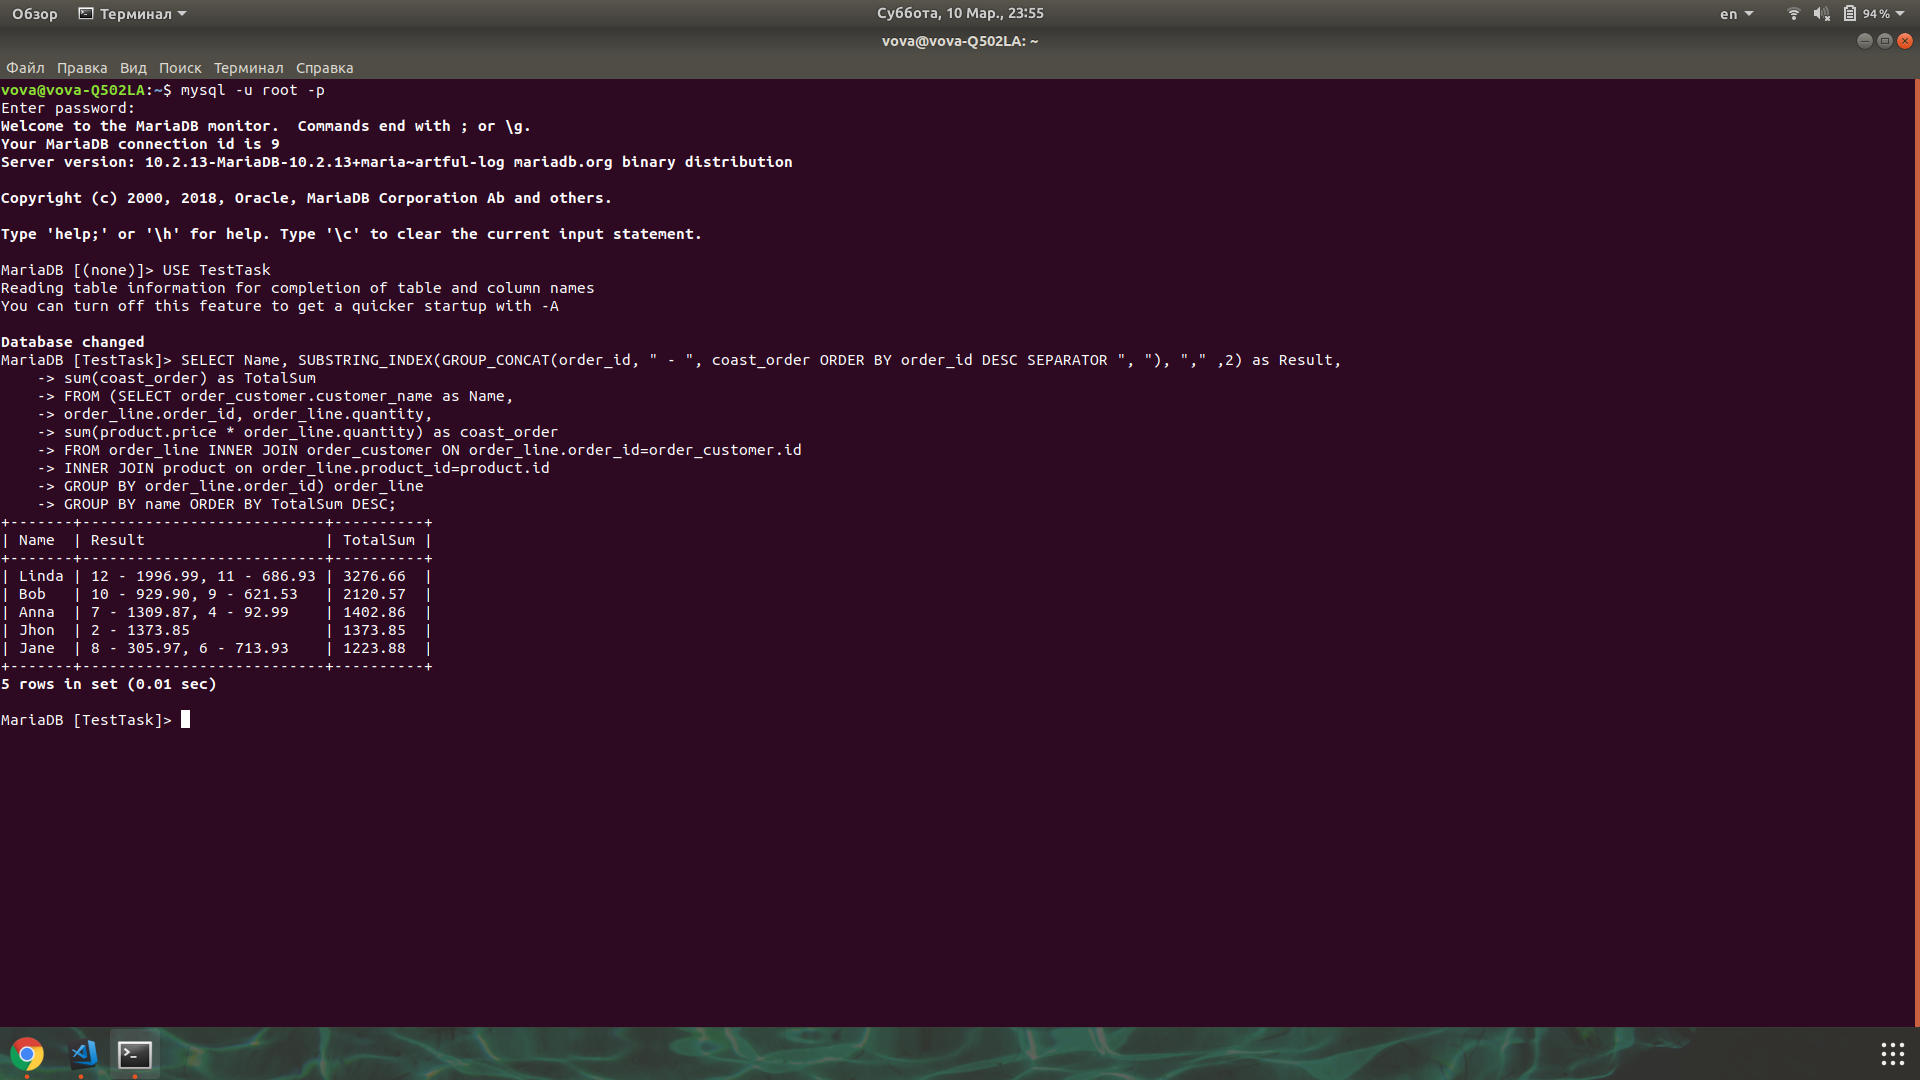 Обзор Терминал Суббота, 10 Мар., 23:55 en 94 %
vova@vova-Q502LA: ~
Файл Правка Вид Поиск Терминал Справка
vova@vova-Q502LA:~$ mysql -u root -p
Enter password:
Welcome to the MariaDB monitor.  Commands end with ; or \g.
Your MariaDB connection id is 9
Server version: 10.2.13-MariaDB-10.2.13+maria~artful-log mariadb.org binary distribution
Copyright (c) 2000, 2018, Oracle, MariaDB Corporation Ab and others.
Type 'help;' or '\h' for help. Type '\c' to clear the current input statement.
MariaDB [(none)]> USE TestTask
Reading table information for completion of table and column names
You can turn off this feature to get a quicker startup with -A
Database changed
MariaDB [TestTask]> SELECT Name, SUBSTRING_INDEX(GROUP_CONCAT(order_id, " - ", coast_order ORDER BY order_id DESC SEPARATOR ", "), "," ,2) as Result,
    -> sum(coast_order) as TotalSum
    -> FROM (SELECT order_customer.customer_name as Name,
    -> order_line.order_id, order_line.quantity,
    -> sum(product.price * order_line.quantity) as coast_order
    -> FROM order_line INNER JOIN order_customer ON order_line.order_id=order_customer.id
    -> INNER JOIN product on order_line.product_id=product.id
    -> GROUP BY order_line.order_id) order_line
    -> GROUP BY name ORDER BY TotalSum DESC;
+-------+---------------------------+----------+
| Name  | Result                    | TotalSum |
+-------+---------------------------+----------+
| Linda | 12 - 1996.99, 11 - 686.93 | 3276.66  |
| Bob   | 10 - 929.90, 9 - 621.53   | 2120.57  |
| Anna  | 7 - 1309.87, 4 - 92.99    | 1402.86  |
| Jhon  | 2 - 1373.85               | 1373.85  |
| Jane  | 8 - 305.97, 6 - 713.93    | 1223.88  |
+-------+---------------------------+----------+
5 rows in set (0.01 sec)
MariaDB [TestTask]>